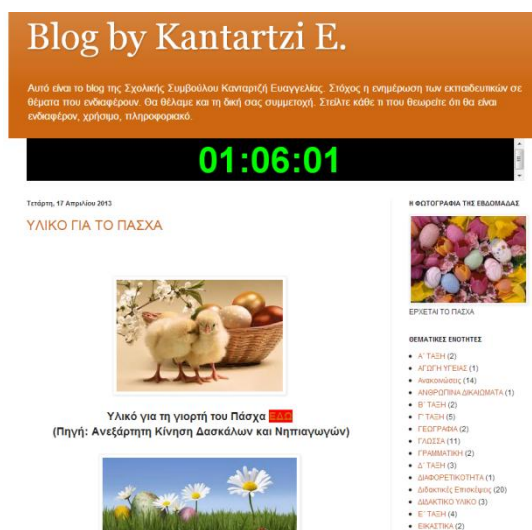 Blog by Kantartzi E.
Αυτό είναι το blog της Σχολικής Συμβούλου Κανταρτζή Ευαγγελίας. Στόχος η ενημέρωση των εκπαιδευτικών σε
θέματα που ενδιαφέρουν. Θα θέλαμε και τη δική σας συμμετοχή. Στείλτε κάθε τι που θεωρείτε ότι θα είναι
ενδιαφέρον, χρήσιμο, πληροφοριακό.
01:06:01
Τετάρτη, 17 Απριλίου 2013
ΥΛΙΚΟ ΓΙΑ ΤΟ ΠΑΣΧΑ
Υλικό για τη γιορτή του Πάσχα ΕΔΩ
(Πηγή: Ανεξάρτητη Κίνηση Δασκάλων και Νηπιαγωγών)
Η ΦΩΤΟΓΡΑΦΙΑ ΤΗΣ ΕΒΔΟΜΑΔΑΣ
ΕΡΧΕΤΑΙ ΤΟ ΠΑΣΧΑ
ΘΕΜΑΤΙΚΕΣ ΕΝΟΤΗΤΕΣ
Α΄ ΤΑΞΗ (2)
ΑΓΩΓΗ ΥΓΕΙΑΣ (1)
Ανακοινώσεις (14)
ΑΝΘΡΩΠΙΝΑ ΔΙΚΑΙΩΜΑΤΑ (1)
Β΄ ΤΑΞΗ (2)
Γ΄ ΤΑΞΗ (5)
ΓΕΩΓΡΑΦΙΑ (2)
ΓΛΩΣΣΑ (11)
ΓΡΑΜΜΑΤΙΚΗ (2)
Δ΄ ΤΑΞΗ (3)
ΔΙΑΦΟΡΕΤΙΚΟΤΗΤΑ (1)
Διδακτικές Επισκέψεις (20)
ΔΙΔΑΚΤΙΚΟ ΥΛΙΚΟ (3)
Ε΄ ΤΑΞΗ (4)
ΕΙΚΑΣΤΙΚΑ (2)